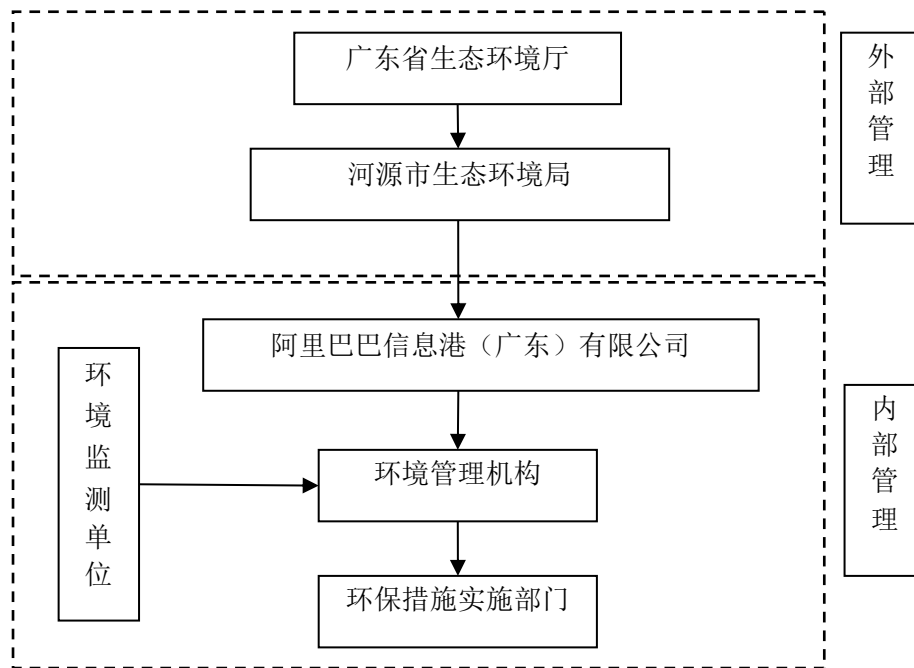 广东省生态环境厅
外部管理
河源市生态环境局
阿里巴巴信息港（广东）有限公司
环境监测单位
内部管理
环境管理机构
环保措施实施部门